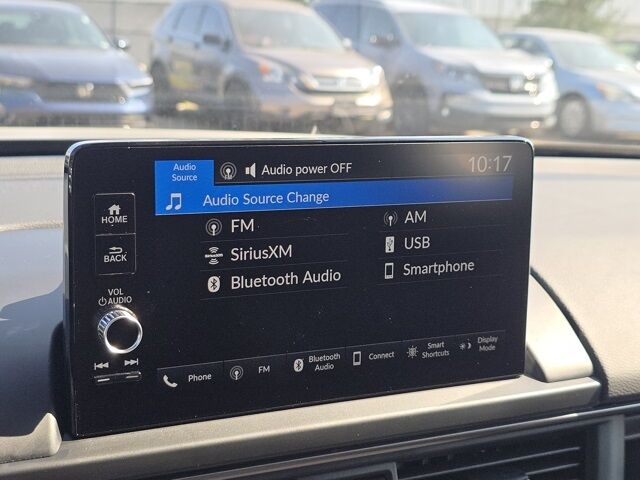 Audio
Source
Audio power OFF
10:17
Audio Source Change
HOME
BACK
VOL
AUDIO
FM
AM
SiriusXM
SiriusXM
USB
Bluetooth Audio
Smartphone
Phone
FM
Bluetooth
Audio
Connect
Smart
Shortcuts
Display
Mode